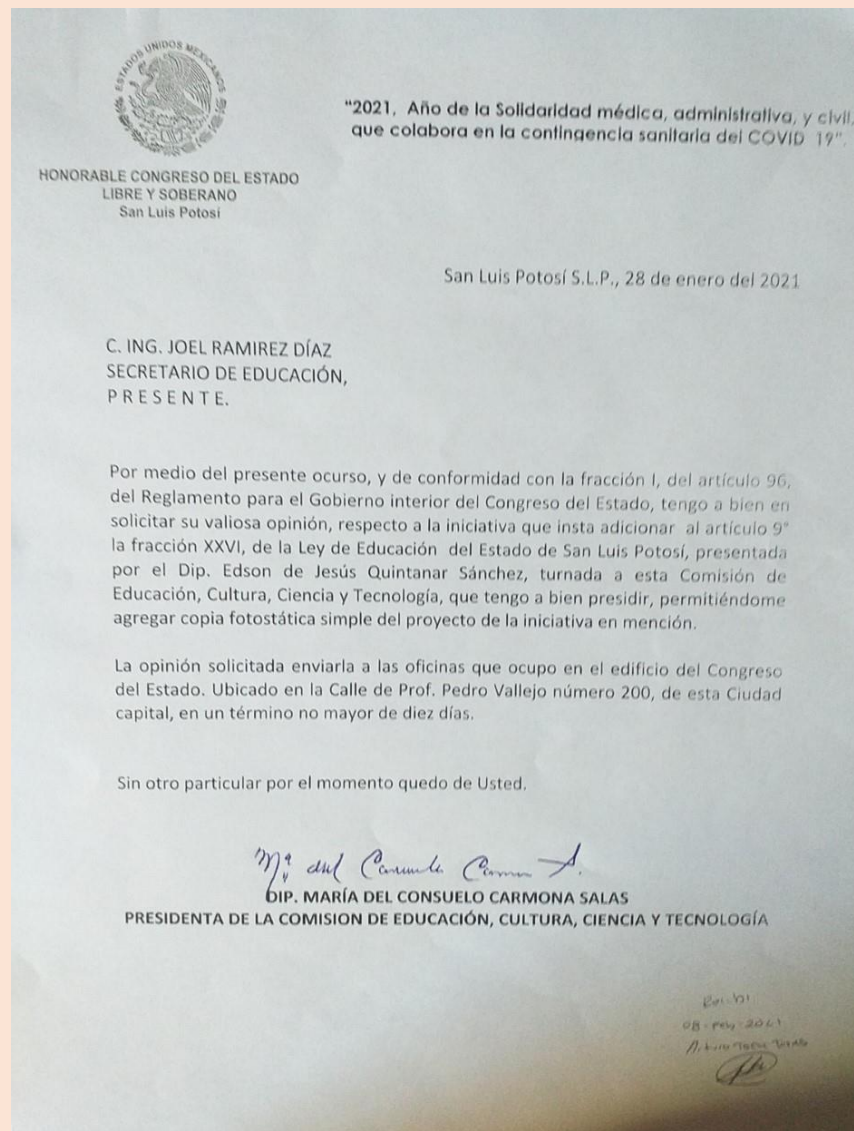 ESTADOS UNIDOS MEXICANOS
"2021, Año de la Solidaridad médica, administrativa, y civil,
que colabora en la contingencia sanitaria del COVID 19".
HONORABLE CONGRESO DEL ESTADO
LIBRE Y SOBERANO
San Luis Potosí
San Luis Potosí S.L.P., 28 de enero del 2021
C. ING. JOEL RAMIREZ DÍAZ
SECRETARIO DE EDUCACIÓN,
P R E S E N T E.
Por medio del presente ocurso, y de conformidad con la fracción I, del artículo 96,
del Reglamento para el Gobierno interior del Congreso del Estado, tengo a bien en
solicitar su valiosa opinión, respecto a la iniciativa que insta adicionar al artículo 9°
la fracción XXVI, de la Ley de Educación del Estado de San Luis Potosí, presentada
por el Dip. Edson de Jesús Quintanar Sánchez, turnada a esta Comisión de
Educación, Cultura, Ciencia y Tecnología, que tengo a bien presidir, permitiéndome
agregar copia fotostática simple del proyecto de la iniciativa en mención.
La opinión solicitada enviarla a las oficinas que ocupo en el edificio del Congreso
del Estado. Ubicado en la Calle de Prof. Pedro Vallejo número 200, de esta Ciudad
capital, en un término no mayor de diez días.
Sin otro particular por el momento quedo de Usted.
Mª del Consuelo Carmona S.
DIP. MARÍA DEL CONSUELO CARMONA SALAS
PRESIDENTA DE LA COMISION DE EDUCACIÓN, CULTURA, CIENCIA Y TECNOLOGÍA
08-Feb-2021